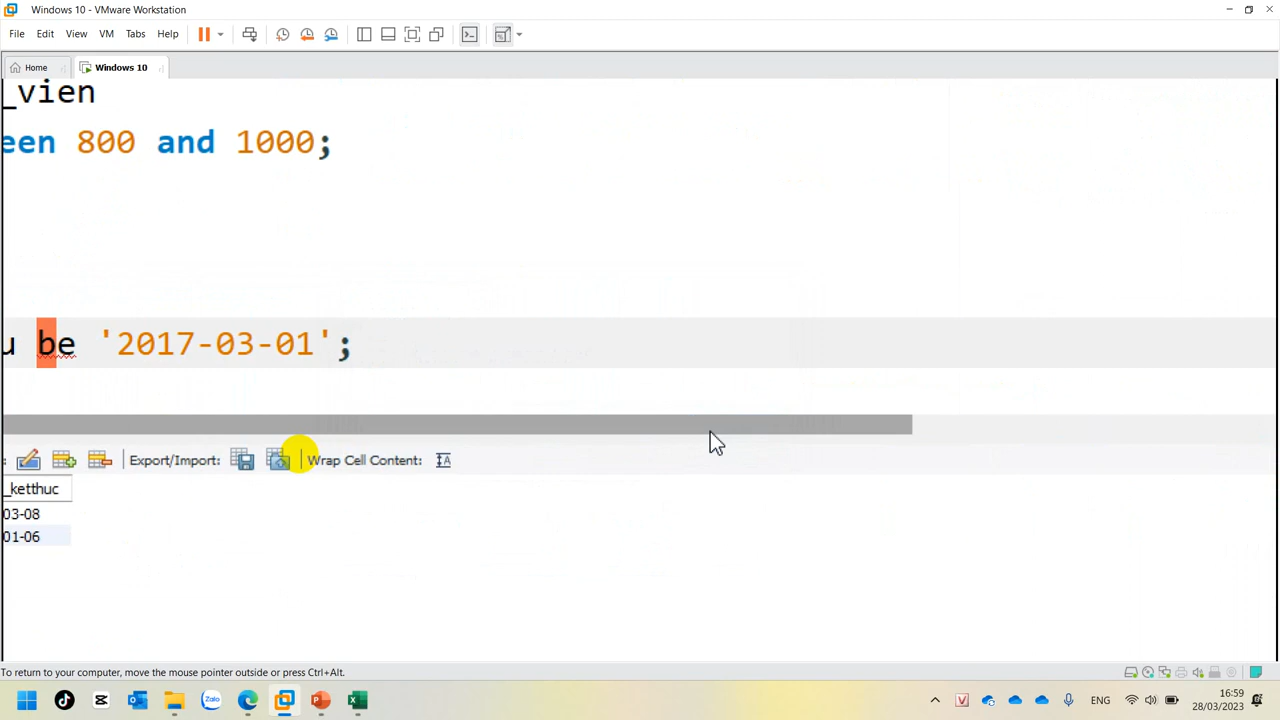 Windows 10 - VMware Workstation
File Edit View VM Tabs Help
Home Windows 10
_vien
een 800 and 1000;
u be '2017-03-01';
: Export/Import: Wrap Cell Content: IA
_ketthuc
03-08
01-06
To return to your computer, move the mouse pointer outside or press Ctrl+Alt.
Zalo ENG 16:59
28/03/2023